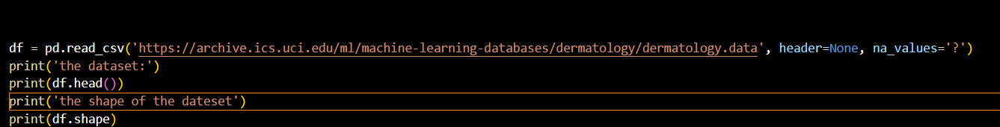 df = pd.read_csv('https://archive.ics.uci.edu/ml/machine-learning-databases/dermatology/dermatology.data', header=None, na_values='?')
print('the dataset:')
print(df.head())
print('the shape of the dateset')
print(df.shape)